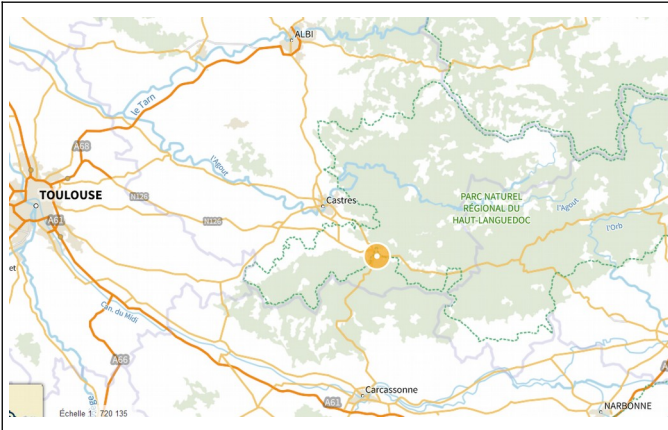 ALBI
le Tarn
A68
l'Agout
TOULOUSE
N126
N126
Castres
A61
PARC NATUREL
RÉGIONAL DU
HAUT-LANGUEDOC
l'Agout
l'Orb
et
Can. du Midi
A66
Carcassonne
A61
NARBONNE
Échelle 1 : 720 135